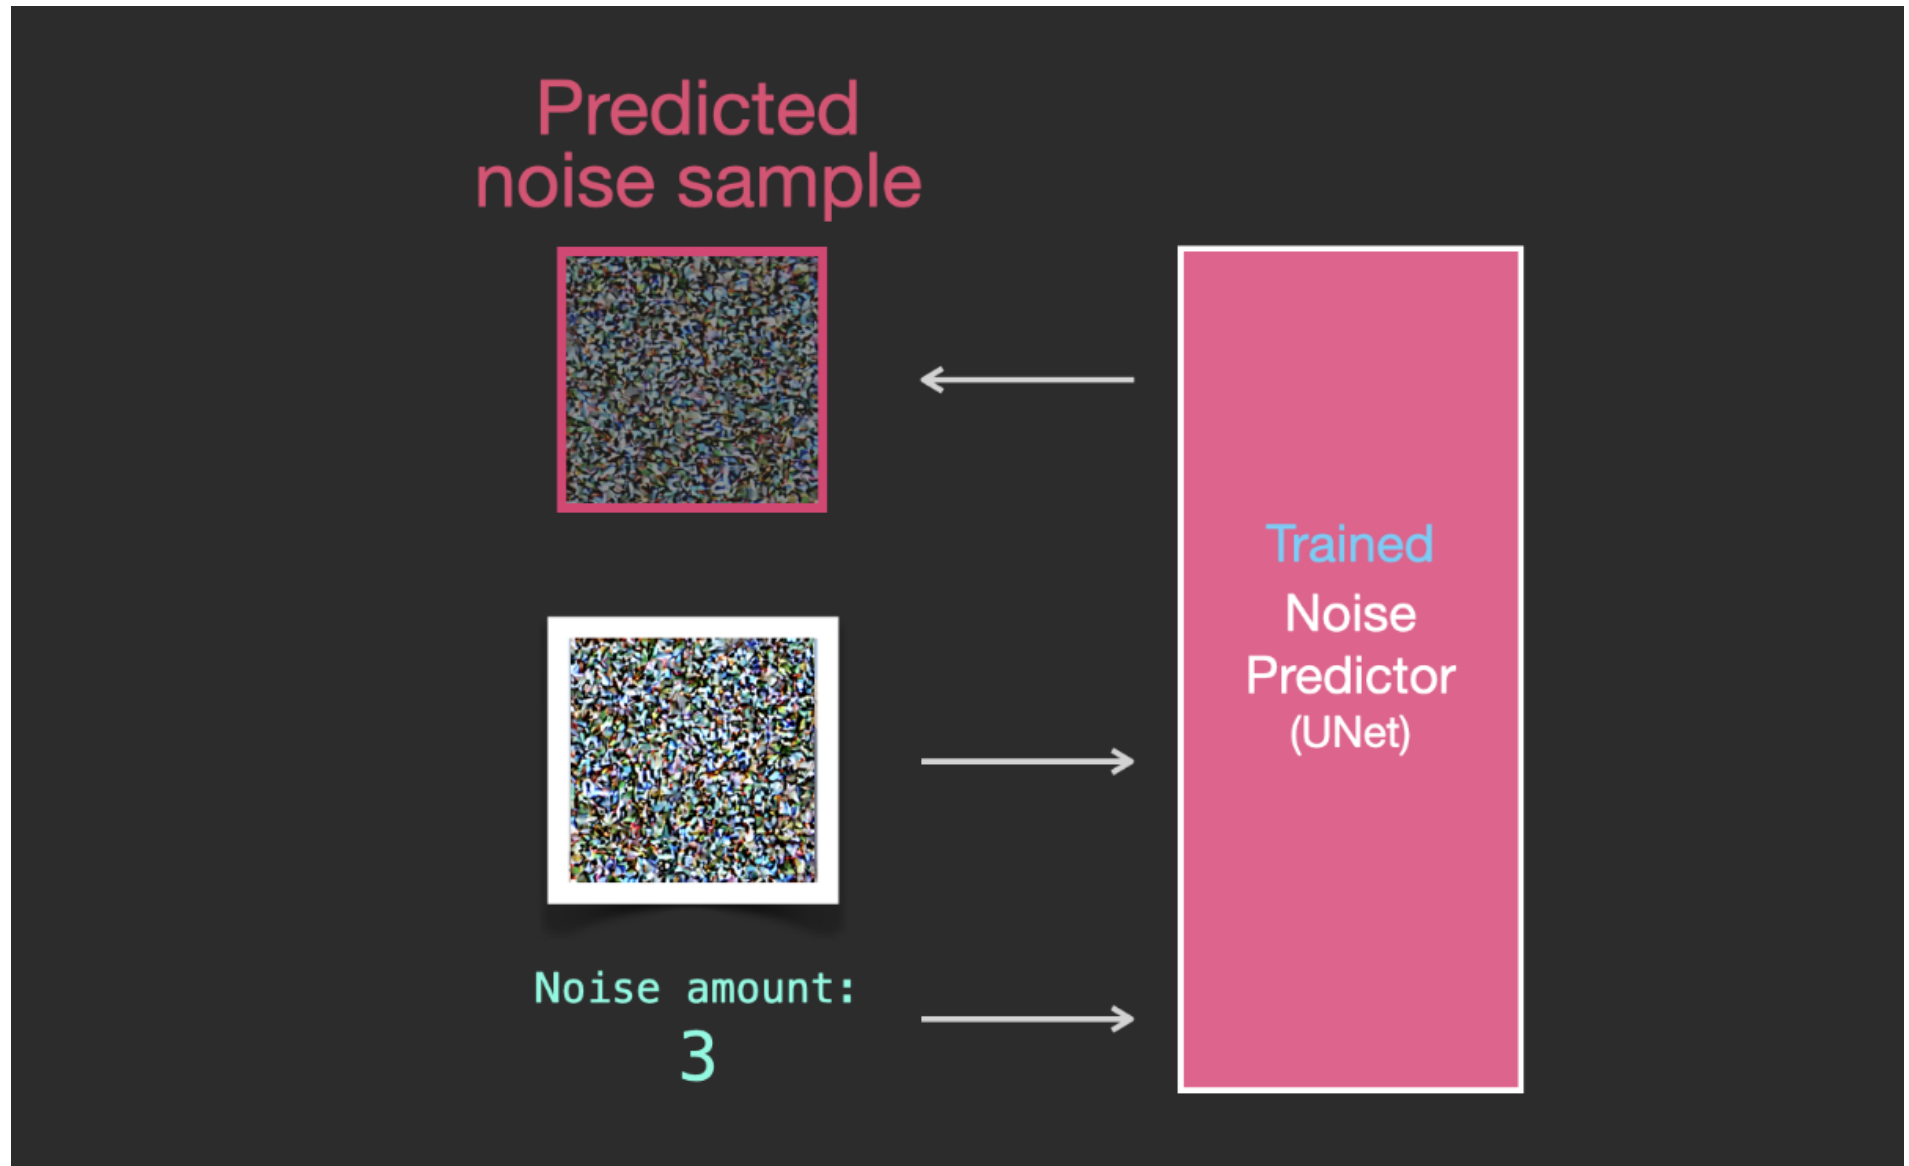 Predicted
noise sample
Trained
Noise
Predictor
(UNet)
Noise amount:
3